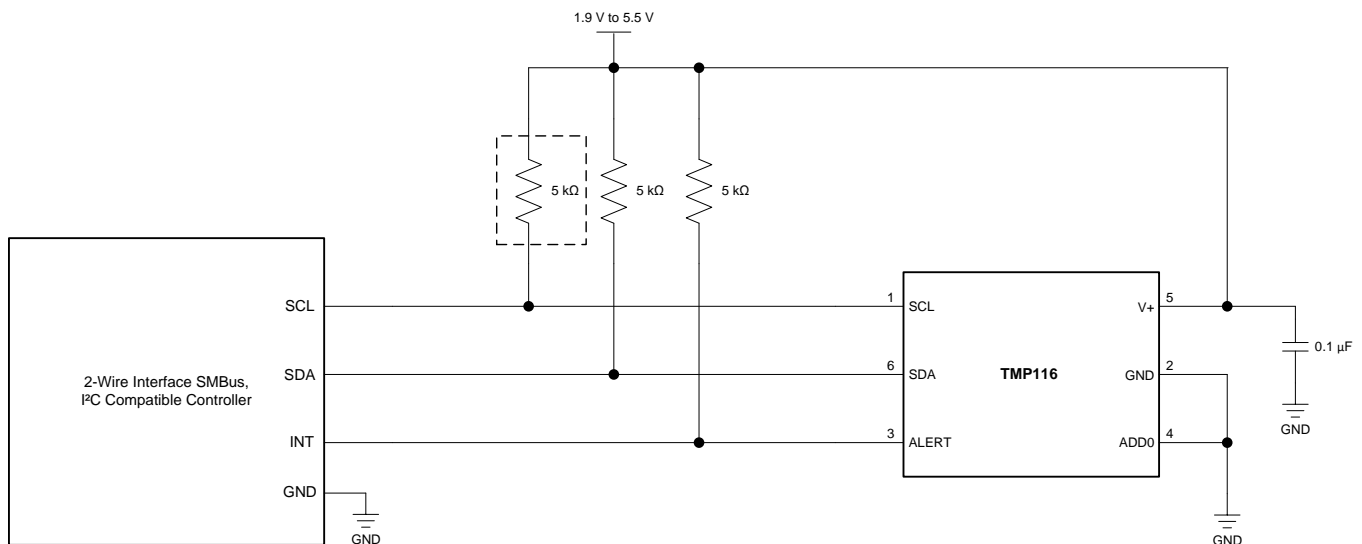 1.9 V to 5.5 V
5 kΩ
5 kΩ
5 kΩ
SCL
1
SCL
V+
5
0.1 µF
2-Wire Interface SMBus,
I²C Compatible Controller
SDA
6
SDA
TMP116
GND
2
GND
INT
3
ALERT
ADD0
4
GND
GND
GND